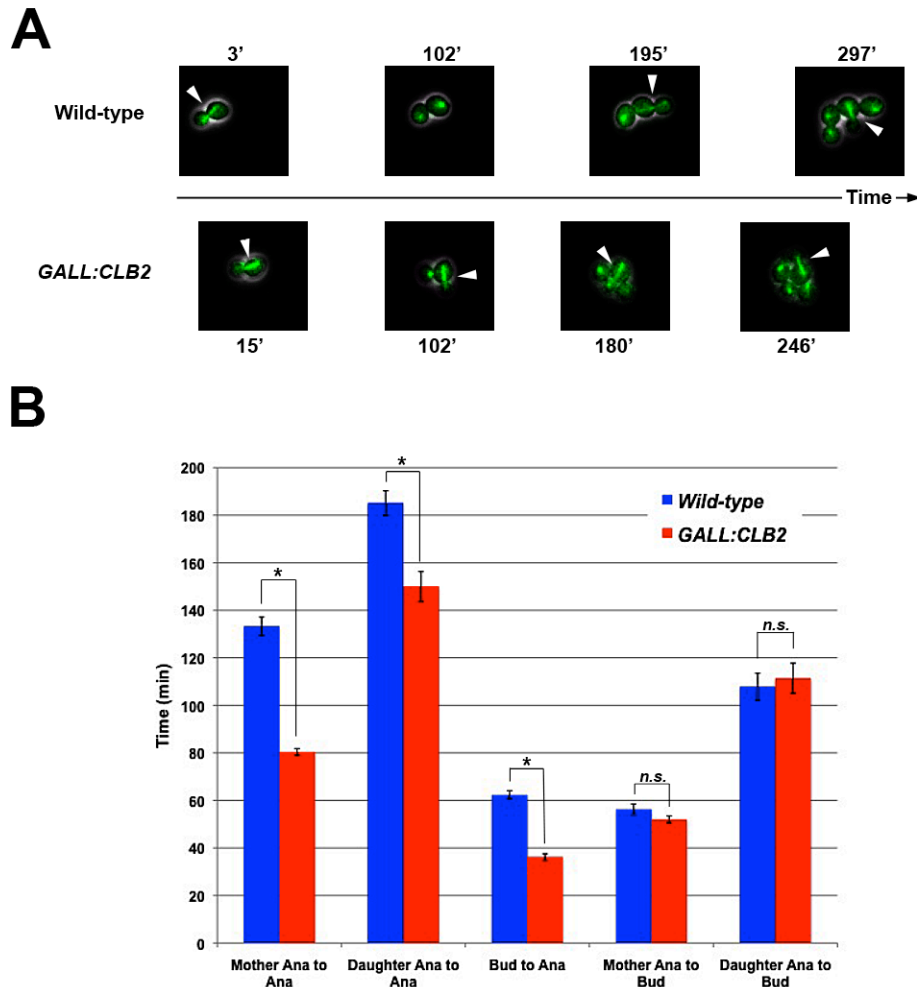 A
3’ 102’ 195’ 297’
Wild-type
Time
GALL:CLB2
15’ 102’ 180’ 246’
B
Time (min)
200
180
160
140
120
100
80
60
40
20
0
Wild-type
GALL:CLB2
*
*
*
n.s.
n.s.
Mother Ana to
Ana
Daughter Ana to
Ana
Bud to Ana
Mother Ana to
Bud
Daughter Ana to
Bud